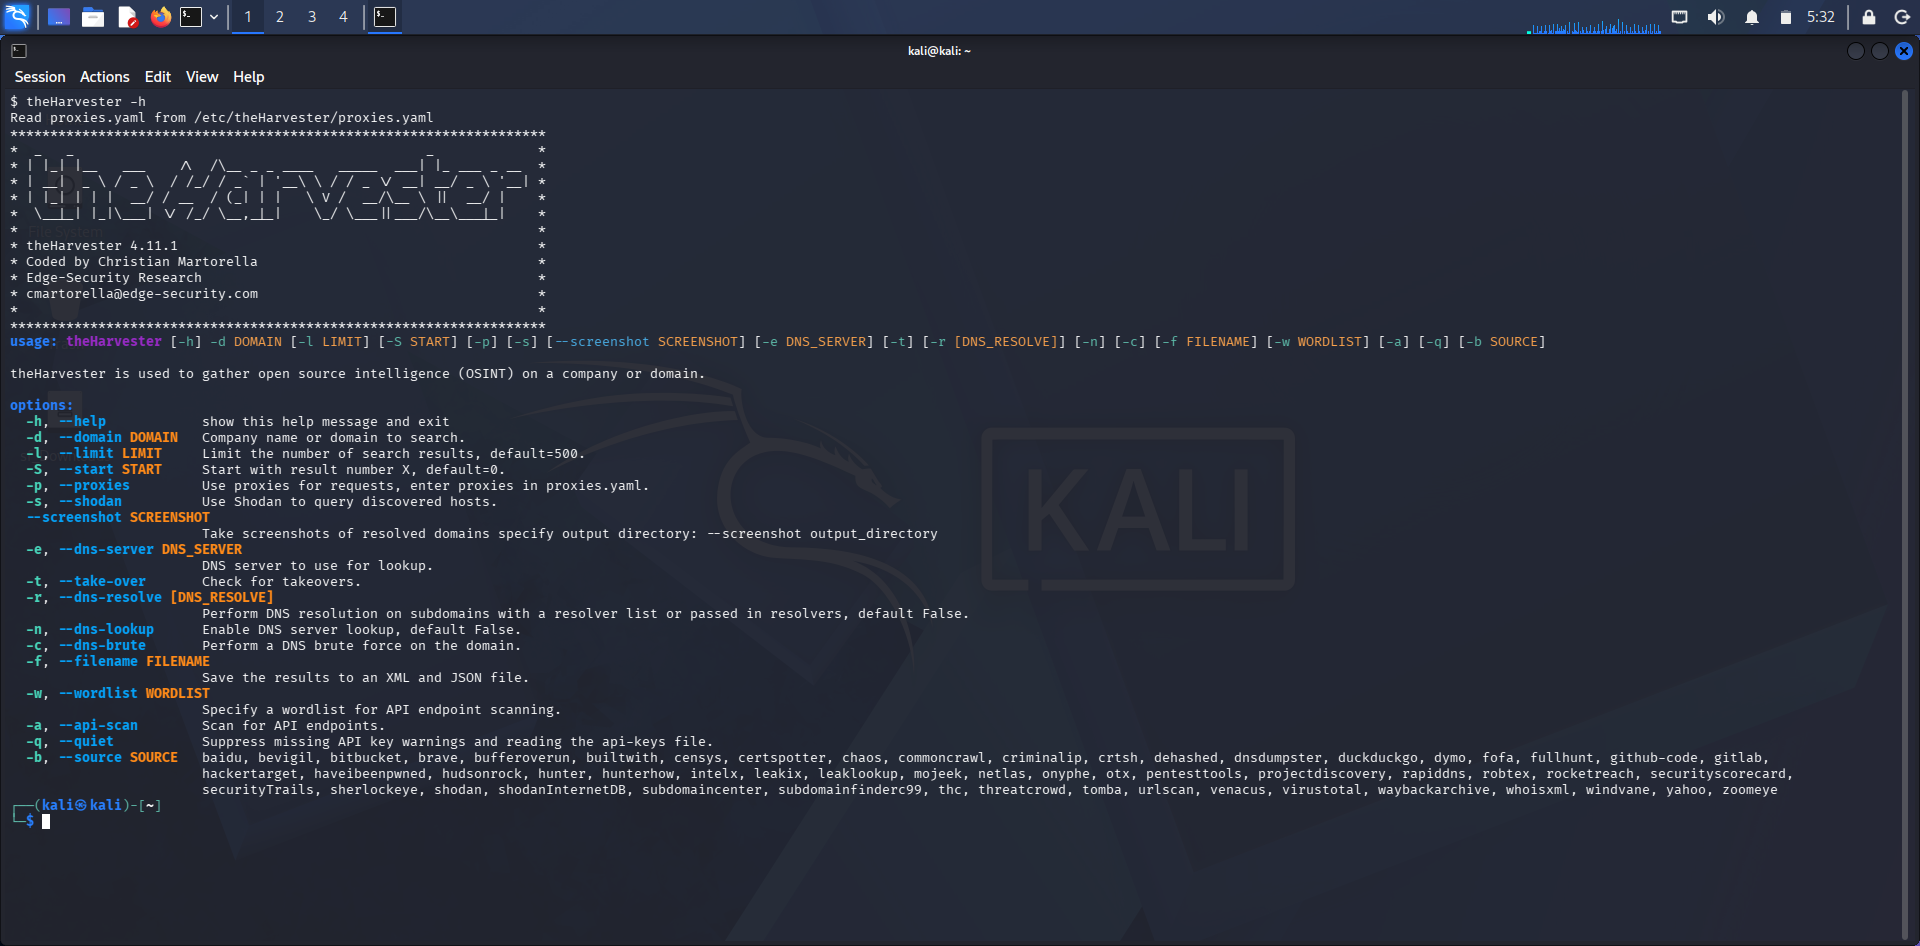 1 2 3 4 5:32
kali@kali: ~
Session Actions Edit View Help
$ theHarvester -h
Read proxies.yaml from /etc/theHarvester/proxies.yaml
*******************************************************************
* theHarvester *
* *
* theHarvester 4.11.1 *
* Coded by Christian Martorella *
* Edge-Security Research *
* cmartorella@edge-security.com *
* *
*******************************************************************
usage: theHarvester [-h] -d DOMAIN [-l LIMIT] [-S START] [-p] [-s] [--screenshot SCREENSHOT] [-e DNS_SERVER] [-t] [-r [DNS_RESOLVE]] [-n] [-c] [-f FILENAME] [-w WORDLIST] [-a] [-q] [-b SOURCE]
theHarvester is used to gather open source intelligence (OSINT) on a company or domain.
options:
-h, --help show this help message and exit
-d, --domain DOMAIN Company name or domain to search.
-l, --limit LIMIT Limit the number of search results, default=500.
-S, --start START Start with result number X, default=0.
-p, --proxies Use proxies for requests, enter proxies in proxies.yaml.
-s, --shodan Use Shodan to query discovered hosts.
--screenshot SCREENSHOT
Take screenshots of resolved domains specify output directory: --screenshot output_directory
-e, --dns-server DNS_SERVER
DNS server to use for lookup.
-t, --take-over Check for takeovers.
-r, --dns-resolve [DNS_RESOLVE]
Perform DNS resolution on subdomains with a resolver list or passed in resolvers, default False.
-n, --dns-lookup Enable DNS server lookup, default False.
-c, --dns-brute Perform a DNS brute force on the domain.
-f, --filename FILENAME
Save the results to an XML and JSON file.
-w, --wordlist WORDLIST
Specify a wordlist for API endpoint scanning.
-a, --api-scan Scan for API endpoints.
-q, --quiet Suppress missing API key warnings and reading the api-keys file.
-b, --source SOURCE baidu, bevigil, bitbucket, brave, bufferoverun, builtwith, censys, certspotter, chaos, commoncrawl, criminalip, crtsh, dehashed, dnsdumpster, duckduckgo, dymo, fofa, fullhunt, github-code, gitlab,
hackertarget, haveibeenpwned, hudsonrock, hunter, hunterhow, intelx, leakix, leaklookup, mojeek, netlas, onyphe, otx, pentesttools, projectdiscovery, rapiddns, robtex, rocketreach, securityscorecard,
securityTrails, sherlockeye, shodan, shodanInternetDB, subdomaincenter, subdomainfinderc99, thc, threatcrowd, tomba, urlscan, venacus, virustotal, waybackarchive, whoisxml, windvane, yahoo, zoomeye
┌──(kali㉿kali)-[~]
└─$
KALI
File System